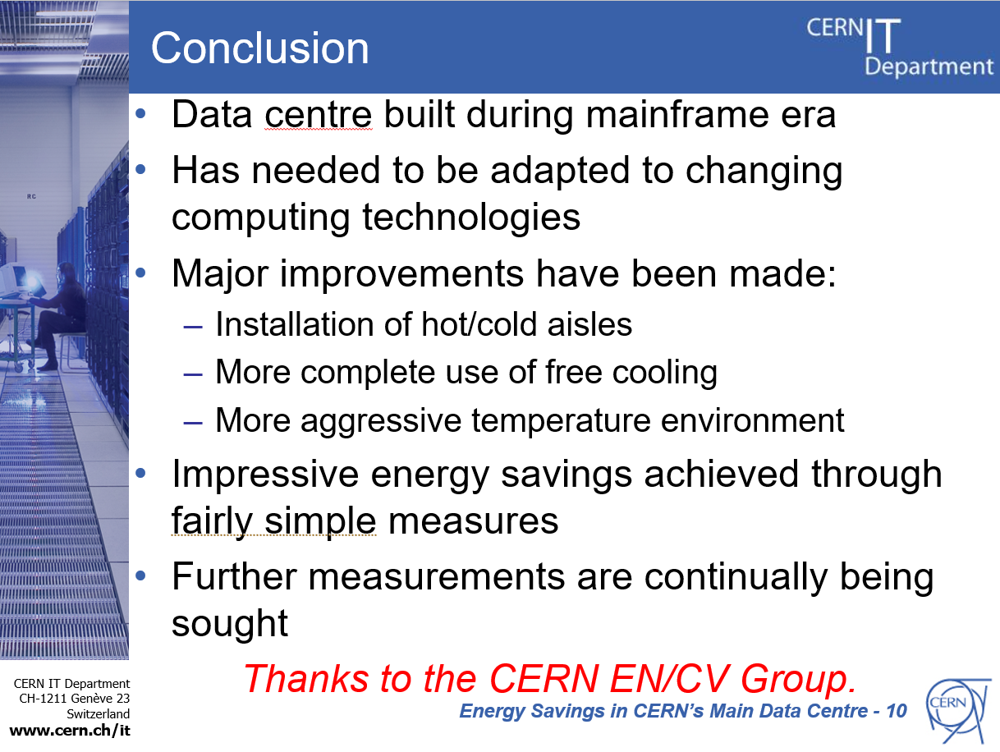 Conclusion
CERN IT
Department
• Data centre built during mainframe era
• Has needed to be adapted to changing
computing technologies
• Major improvements have been made:
– Installation of hot/cold aisles
– More complete use of free cooling
– More aggressive temperature environment
• Impressive energy savings achieved through
fairly simple measures
• Further measurements are continually being
sought
Thanks to the CERN EN/CV Group.
Energy Savings in CERN’s Main Data Centre - 10
CERN IT Department
CH-1211 Genève 23
Switzerland
www.cern.ch/it
CERN
RG